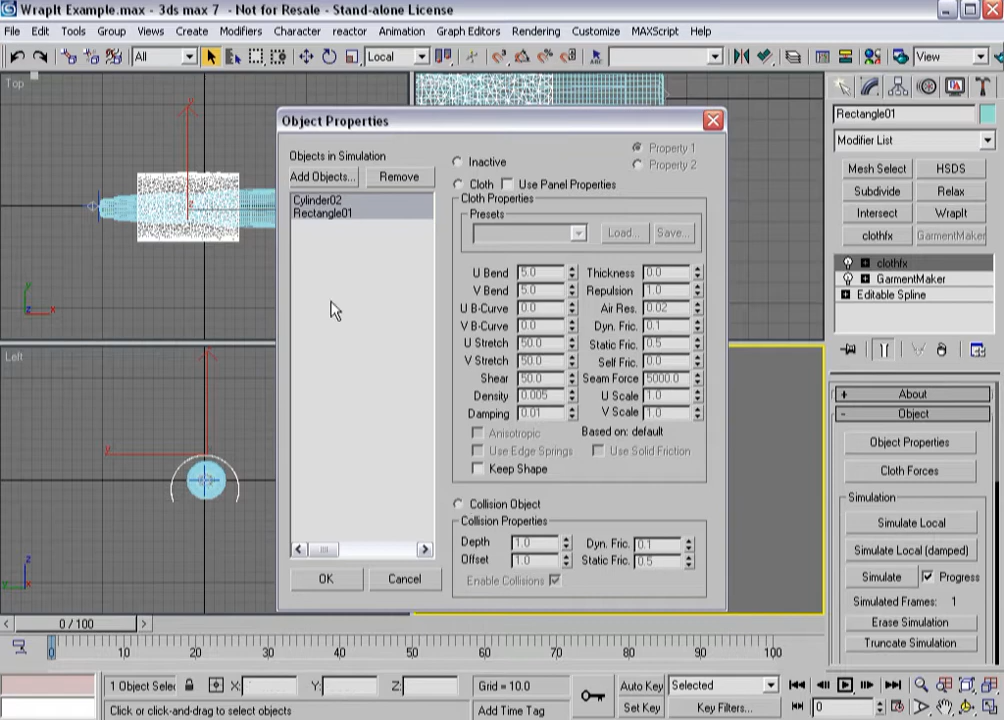 WrapIt Example.max - 3ds max 7 - Not for Resale - Stand-alone License
File Edit Tools Group Views Create Modifiers Character reactor Animation Graph Editors Rendering Customize MAXScript Help
All Local View
Top
Object Properties
Rectangle01
Modifier List
Objects in Simulation
Add Objects... Remove
Cylinder02
Rectangle01
OK Cancel
Property 1
Property 2
Inactive
Cloth Use Panel Properties
Cloth Properties
Presets
Load... Save...
U Bend 5.0 Thickness 0.0
V Bend 5.0 Repulsion 1.0
U B-Curve 0.0 Air Res. 0.02
V B-Curve 0.0 Dyn. Fric. 0.1
U Stretch 50.0 Static Fric. 0.5
V Stretch 50.0 Self Fric. 0.0
Shear 50.0 Seam Force 5000.0
Density 0.005 U Scale 1.0
Damping 0.01 V Scale 1.0
Anisotropic Based on: default
Use Edge Springs Use Solid Friction
Keep Shape
Collision Object
Collision Properties
Depth 1.0 Dyn. Fric. 0.1
Offset 1.0 Static Fric. 0.5
Enable Collisions
Mesh Select HSDS
Subdivide Relax
Intersect WrapIt
clothfx GarmentMaker
clothfx
GarmentMaker
Editable Spline
+ About
- Object
Object Properties
Cloth Forces
Simulation
Simulate Local
Simulate Local (damped)
Simulate Progress
Simulated Frames: 1
Erase Simulation
Truncate Simulation
y x
z
Left
y
z
y
< 0 / 100 >
0 10 20 30 40 50 60 70 80 90 100
1 Object Selec X: Y: Z: Grid = 10.0 Auto Key Selected
Click or click-and-drag to select objects Add Time Tag Set Key Key Filters... 0